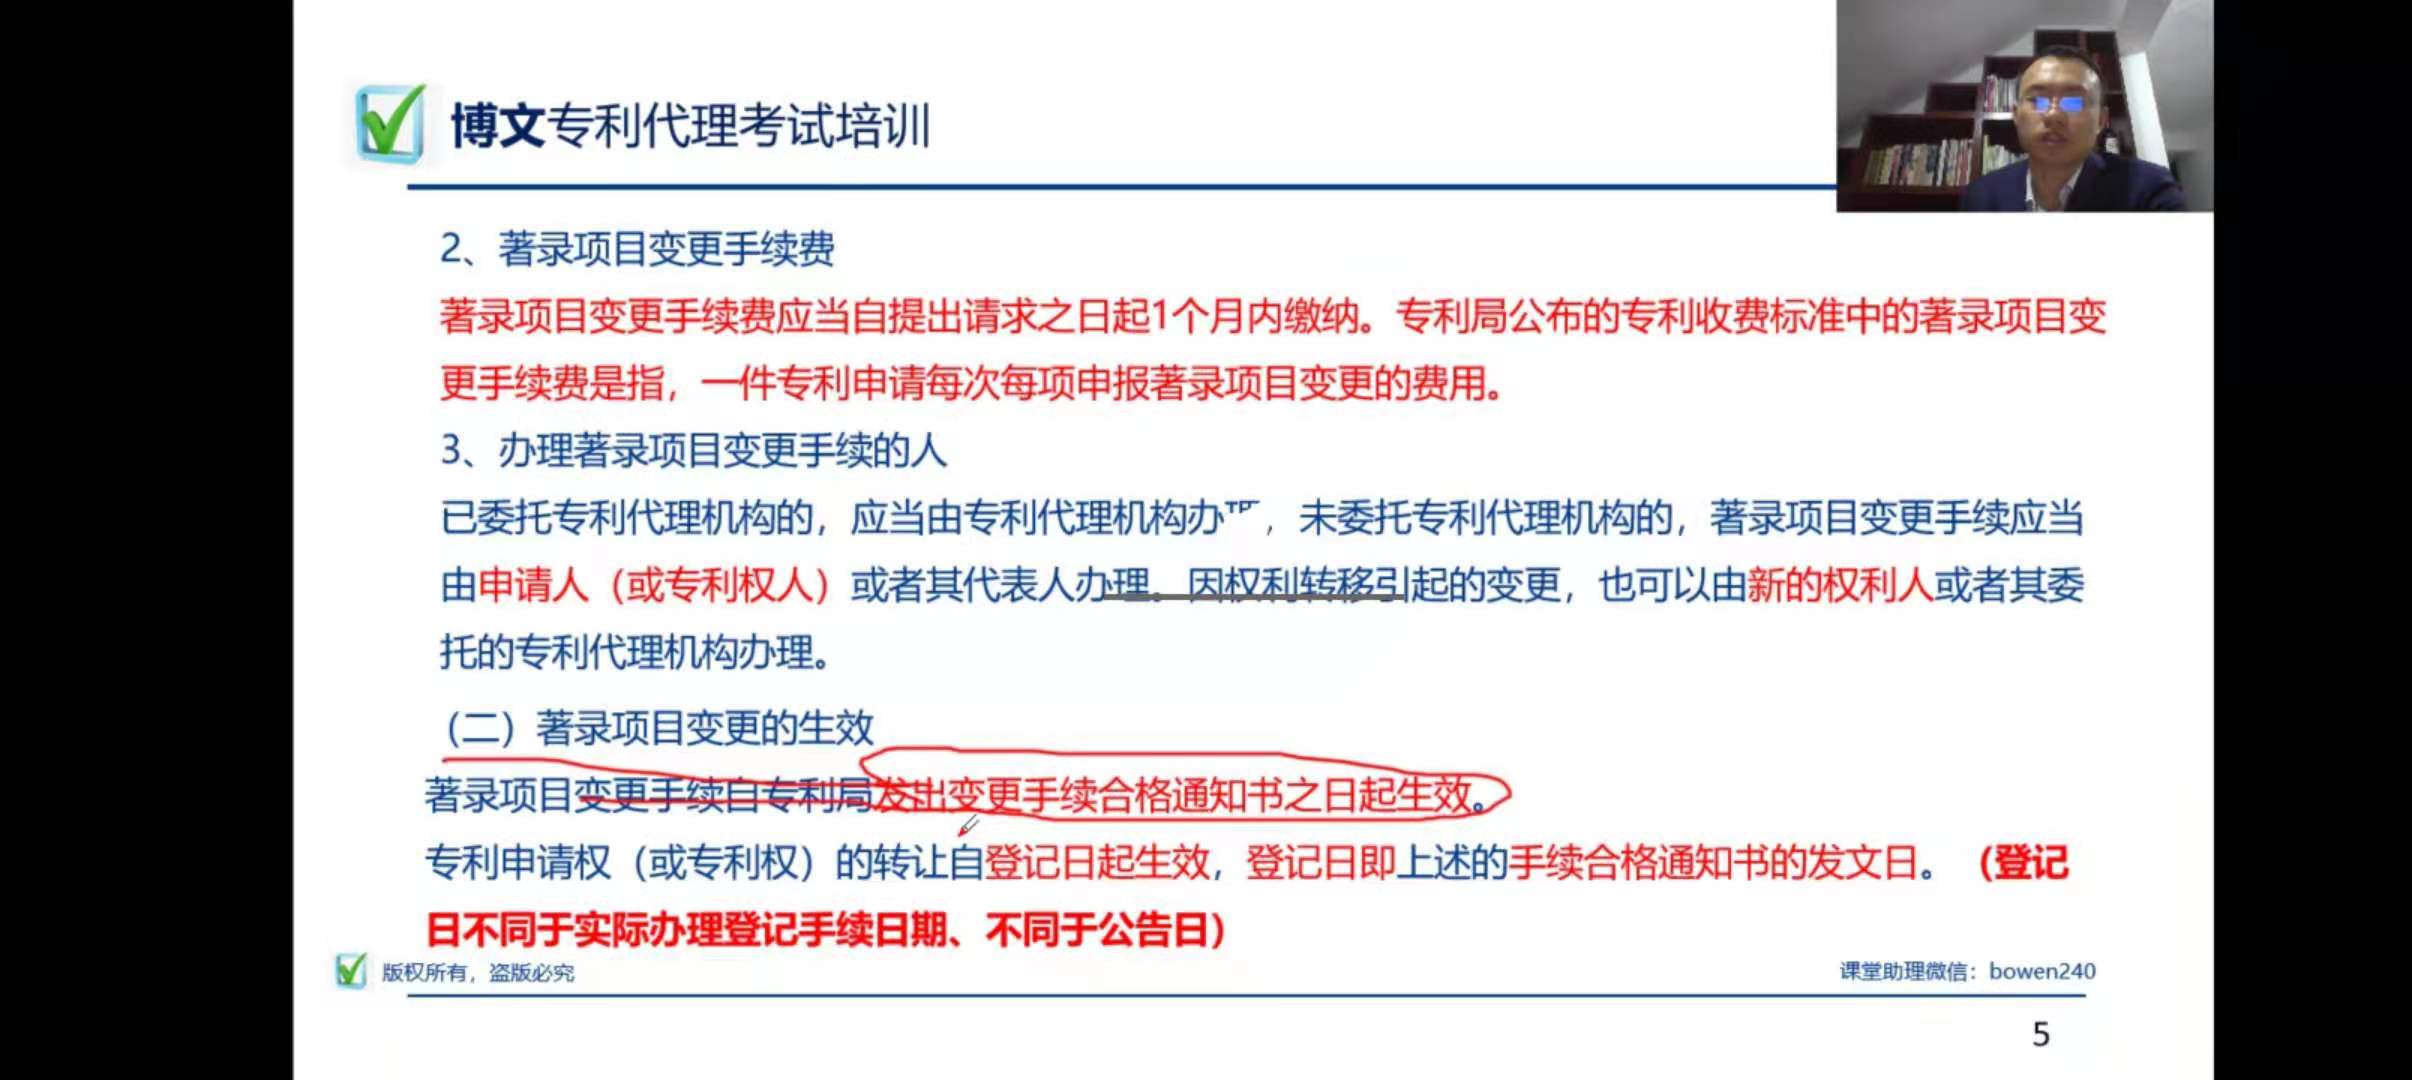 博文专利代理考试培训
2、著录项目变更手续费
著录项目变更手续费应当自提出请求之日起1个月内缴纳。专利局公布的专利收费标准中的著录项目变
更手续费是指，一件专利申请每次每项申报著录项目变更的费用。
3、办理著录项目变更手续的人
已委托专利代理机构的，应当由专利代理机构办，未委托专利代理机构的，著录项目变更手续应当
由申请人（或专利权人）或者其代表人办理。因权利转移引起的变更，也可以由新的权利人或者其委
托的专利代理机构办理。
（二）著录项目变更的生效
著录项目变更手续自专利局发出变更手续合格通知书之日起生效。
专利申请权（或专利权）的转让自登记日起生效，登记日即上述的手续合格通知书的发文日。（登记
日不同于实际办理登记手续日期、不同于公告日）
版权所有，盗版必究
课堂助理微信：bowen240
5